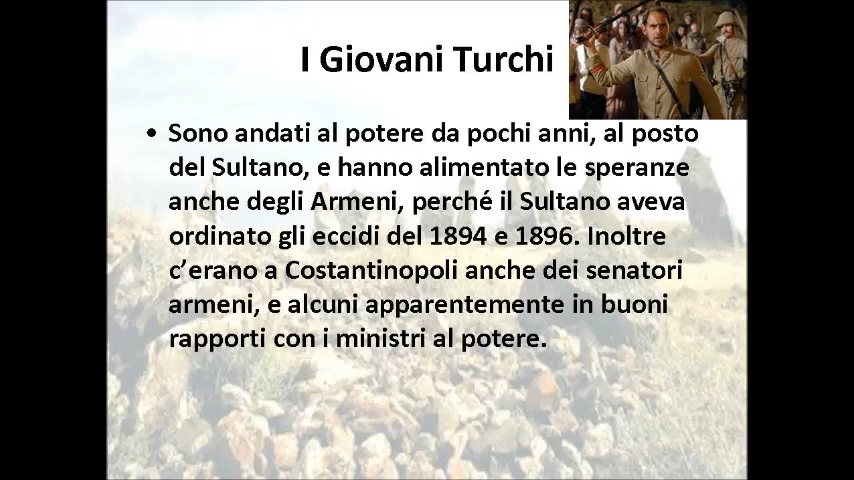 I Giovani Turchi
• Sono andati al potere da pochi anni, al posto
del Sultano, e hanno alimentato le speranze
anche degli Armeni, perché il Sultano aveva
ordinato gli eccidi del 1894 e 1896. Inoltre
c’erano a Costantinopoli anche dei senatori
armeni, e alcuni apparentemente in buoni
rapporti con i ministri al potere.